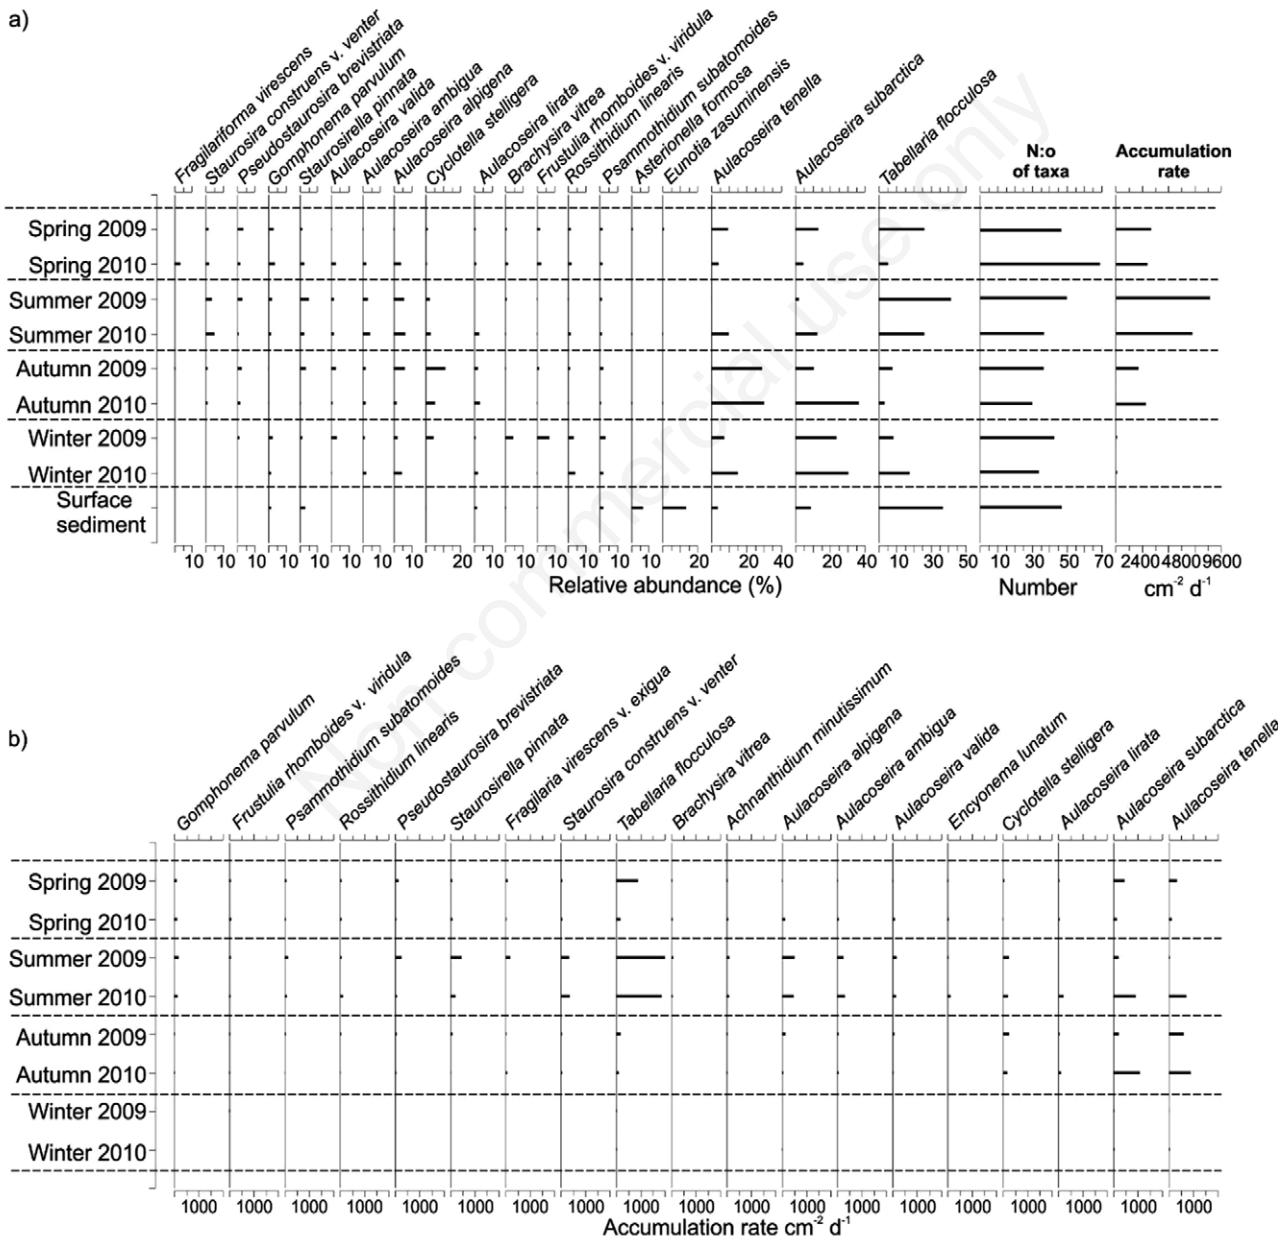 a)
Fragilariforma virescens
Staurosira construens v. venter
Pseudostaurosira brevistriata
Gomphonema parvulum
Staurosirella pinnata
Aulacoseira valida
Aulacoseira ambigua
Aulacoseira alpigena
Cyclotella stelligera
Aulacoseira lirata
Brachysira vitrea
Frustulia rhomboides v. viridula
Rossithidium linearis
Psammothidium subatomoides
Asterionella formosa
Eunotia zasuminensis
Aulacoseira tenella
Aulacoseira subarctica
Tabellaria flocculosa
N:o
of taxa
Accumulation
rate
Spring 2009
Spring 2010
Summer 2009
Summer 2010
Autumn 2009
Autumn 2010
Winter 2009
Winter 2010
Surface
sediment
10 10 10 10 10 10 10 10 20 10 10 10 10 10 10 20 20 40 20 40 10 30 50 10 30 50 70 2400 4800 9600
Relative abundance (%)
Number
cm-2 d-1
Non commercial use only
b)
Gomphonema parvulum
Frustulia rhomboides v. viridula
Psammothidium subatomoides
Rossithidium linearis
Pseudostaurosira brevistriata
Staurosirella pinnata
Fragilaria virescens v. exigua
Staurosira construens v. venter
Tabellaria flocculosa
Brachysira vitrea
Achnanthidium minutissimum
Aulacoseira alpigena
Aulacoseira ambigua
Aulacoseira valida
Encyonema lunatum
Cyclotella stelligera
Aulacoseira lirata
Aulacoseira subarctica
Aulacoseira tenella
Spring 2009
Spring 2010
Summer 2009
Summer 2010
Autumn 2009
Autumn 2010
Winter 2009
Winter 2010
1000 1000 1000 1000 1000 1000 1000 1000 1000 1000 1000 1000 1000 1000 1000 1000 1000 1000 1000
Accumulation rate cm-2 d-1